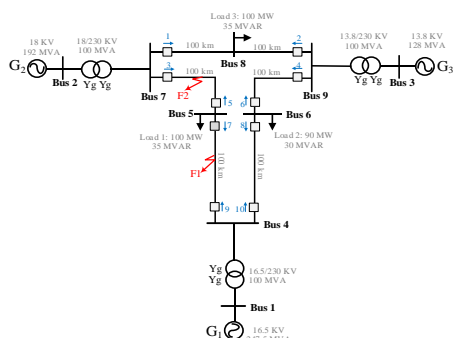 Load 3: 100 MW
35 MVAR
18 KV
192 MVA
G2
Bus 2
18/230 KV
100 MVA
Yg Yg
Bus 7
1
3
100 km
100 km
Bus 8
2
4
100 km
100 km
Bus 9
13.8/230 KV
100 MVA
Yg Yg
Bus 3
13.8 KV
128 MVA
G3
F2
5
6
Bus 5
Bus 6
7
8
Load 1: 100 MW
35 MVAR
Load 2: 90 MW
30 MVAR
F1
100 km
100 km
9
10
Bus 4
Yg
Yg
16.5/230 KV
100 MVA
Bus 1
G1
16.5 KV